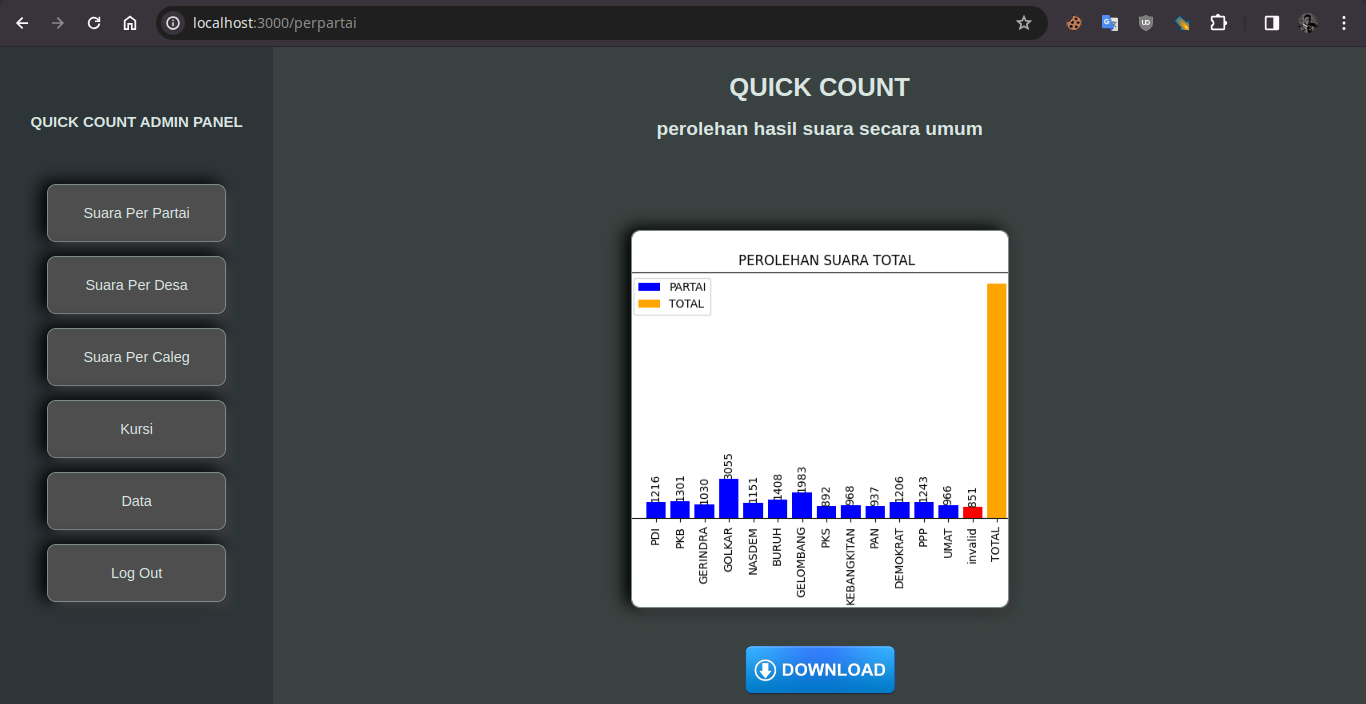 localhost:3000/perpartai
QUICK COUNT ADMIN PANEL
Suara Per Partai
Suara Per Desa
Suara Per Caleg
Kursi
Data
Log Out
QUICK COUNT
perolehan hasil suara secara umum
PEROLEHAN SUARA TOTAL
PARTAI
TOTAL
1216
1301
1030
3055
1151
1408
1983
892
968
937
1206
1243
966
851
PDI
PKB
GERINDRA
GOLKAR
NASDEM
BURUH
GELOMBANG
PKS
KEBANGKITAN
PAN
DEMOKRAT
PPP
UMAT
invalid
TOTAL
DOWNLOAD